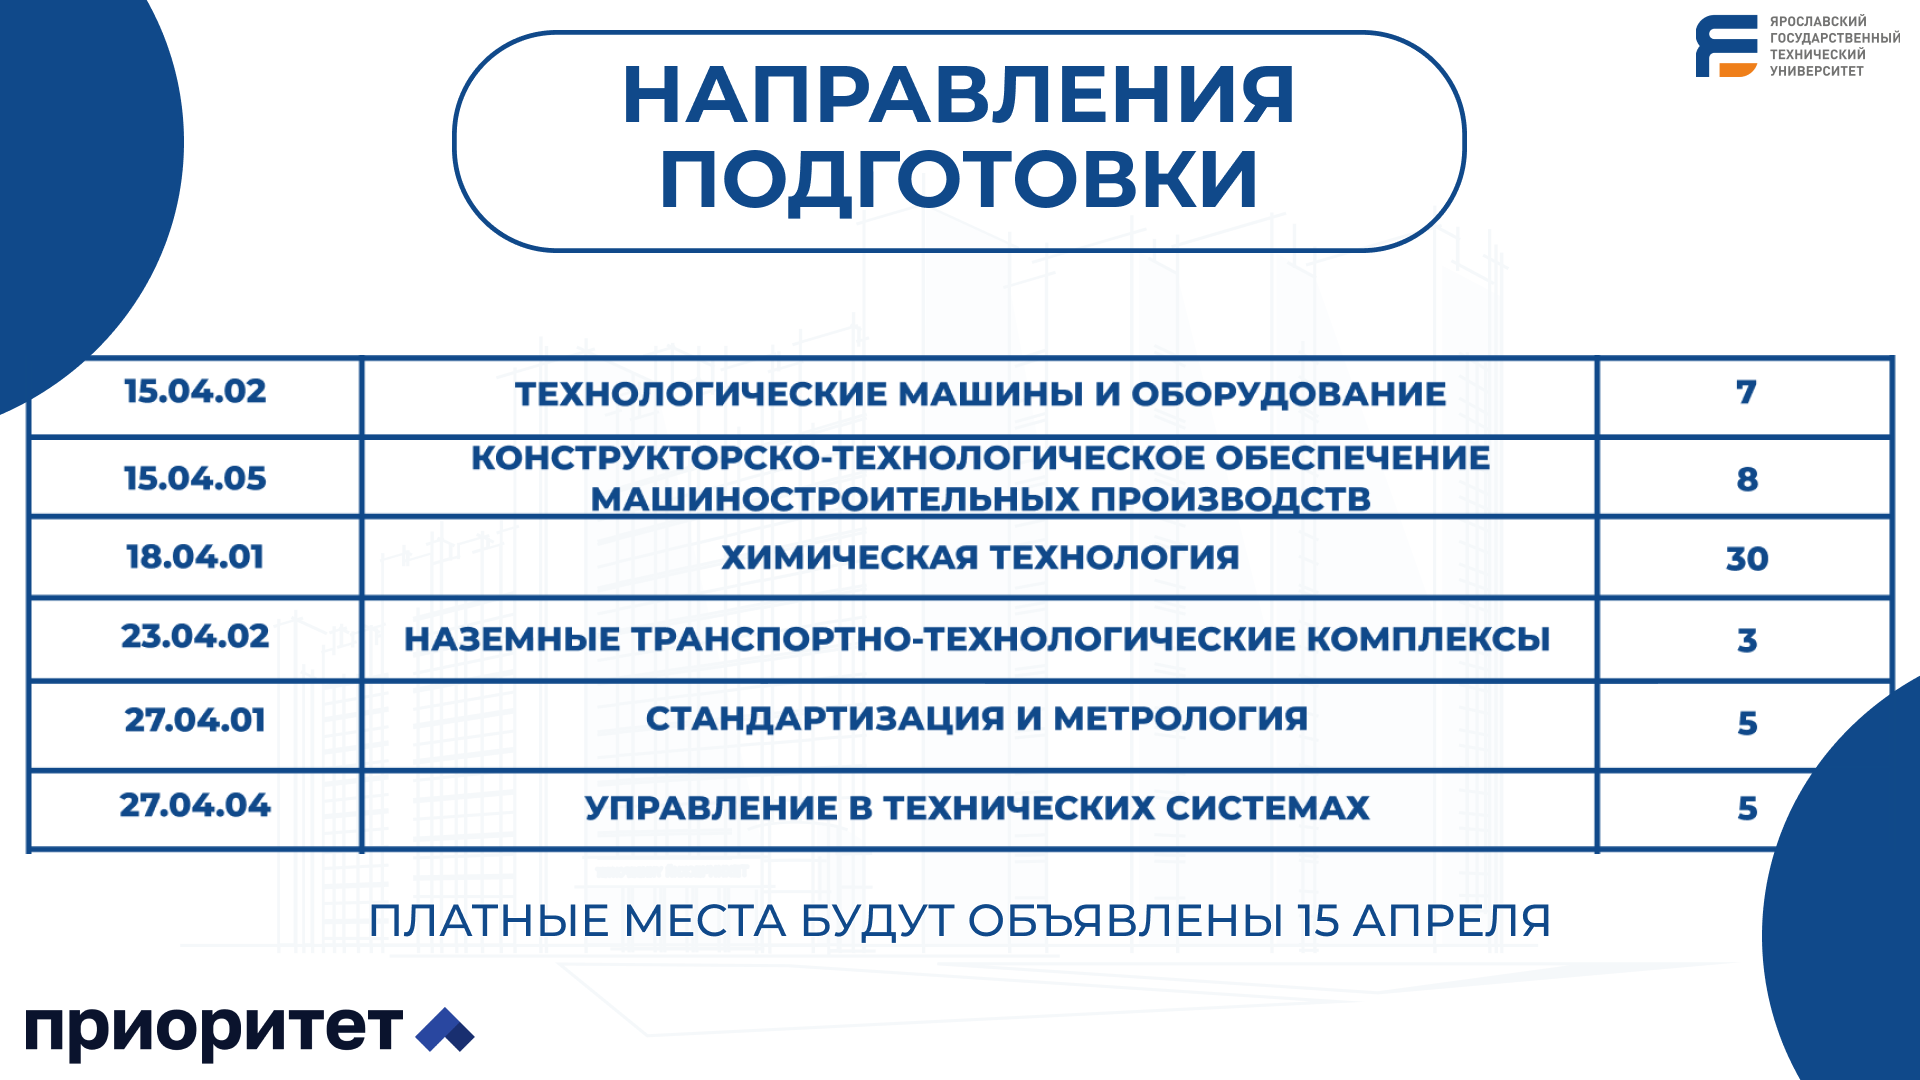 ЯРОСЛАВСКИЙ
ГОСУДАРСТВЕННЫЙ
ТЕХНИЧЕСКИЙ
УНИВЕРСИТЕТ
НАПРАВЛЕНИЯ
ПОДГОТОВКИ
15.04.02 ТЕХНОЛОГИЧЕСКИЕ МАШИНЫ И ОБОРУДОВАНИЕ 7
15.04.05 КОНСТРУКТОРСКО-ТЕХНОЛОГИЧЕСКОЕ ОБЕСПЕЧЕНИЕ
МАШИНОСТРОИТЕЛЬНЫХ ПРОИЗВОДСТВ 8
18.04.01 ХИМИЧЕСКАЯ ТЕХНОЛОГИЯ 30
23.04.02 НАЗЕМНЫЕ ТРАНСПОРТНО-ТЕХНОЛОГИЧЕСКИЕ КОМПЛЕКСЫ 3
27.04.01 СТАНДАРТИЗАЦИЯ И МЕТРОЛОГИЯ 5
27.04.04 УПРАВЛЕНИЕ В ТЕХНИЧЕСКИХ СИСТЕМАХ 5
ПЛАТНЫЕ МЕСТА БУДУТ ОБЪЯВЛЕНЫ 15 АПРЕЛЯ
приоритет